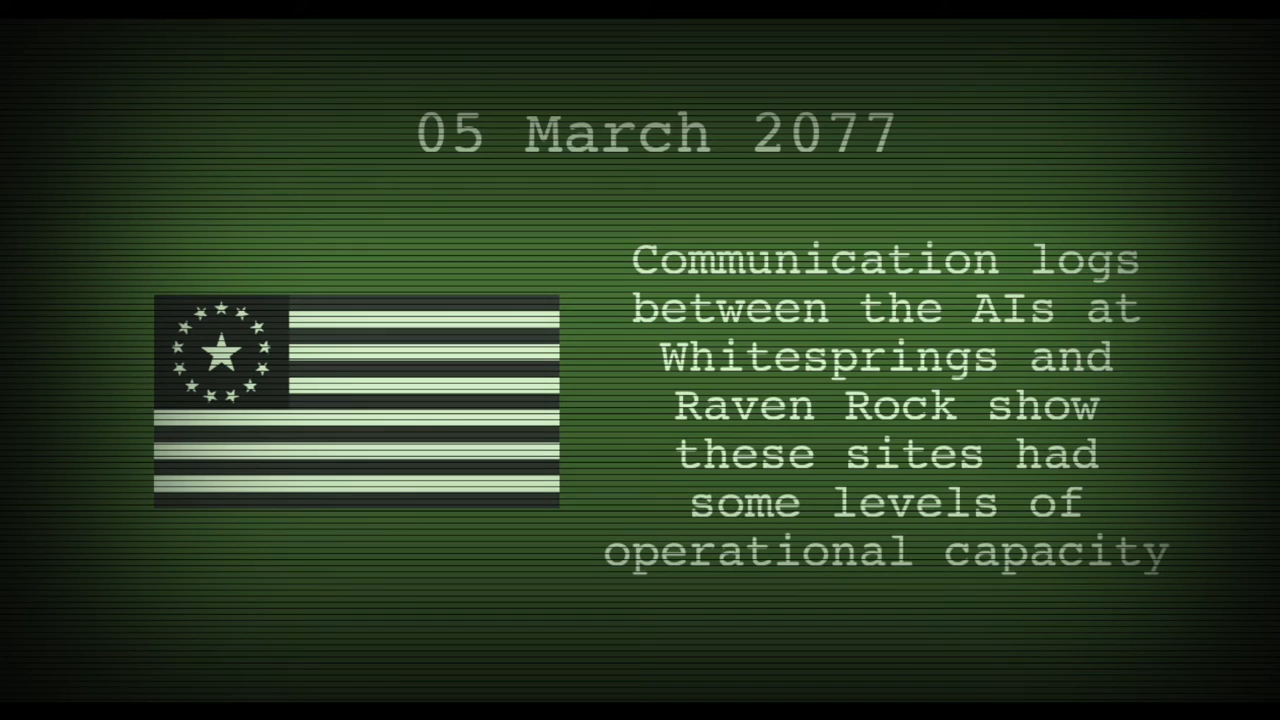 05 March 2077
Communication logs
between the AIs at
Whitesprings and
Raven Rock show
these sites had
some levels of
operational capacity